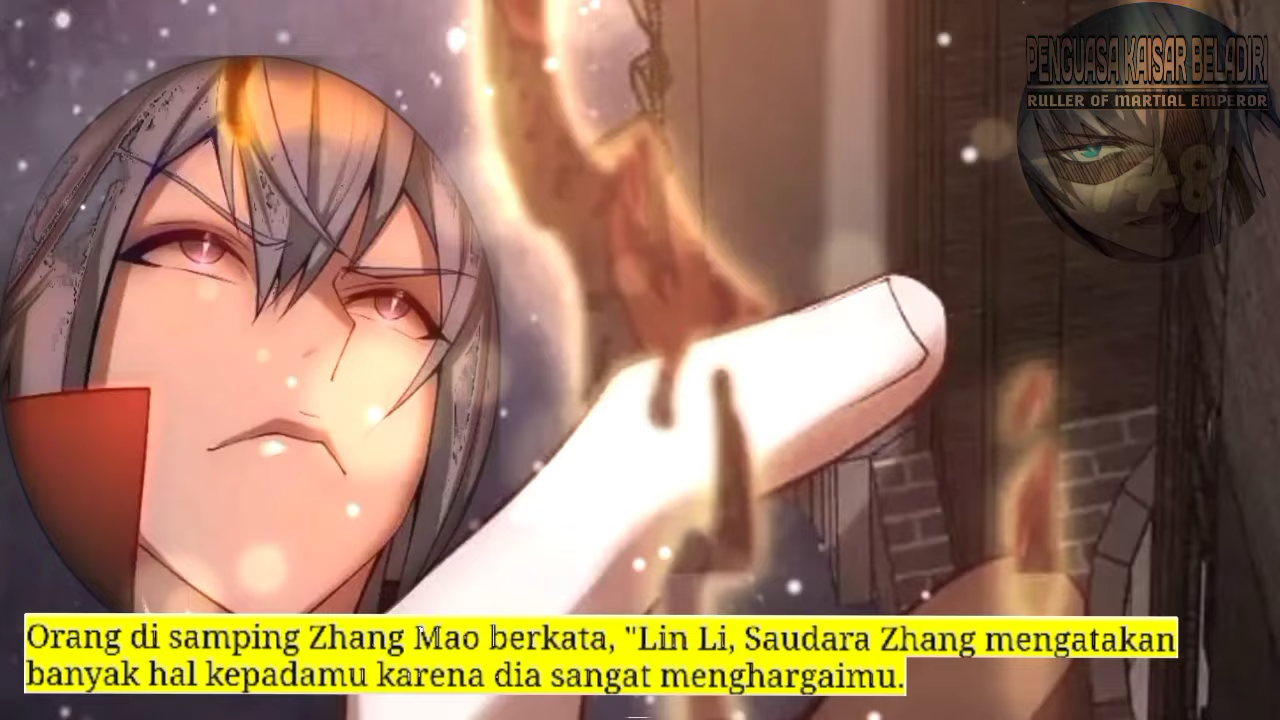 PENGUASA KAISAR BELADIRI
RULLER OF MARTIAL EMPEROR
Orang di samping Zhang Mao berkata, "Lin Li, Saudara Zhang mengatakan
banyak hal kepadamu karena dia sangat menghargaimu.